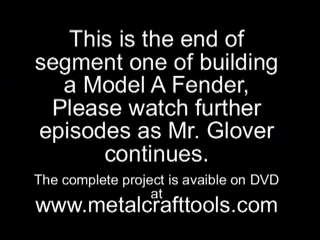 This is the end of
segment one of building
a Model A Fender,
Please watch further
episodes as Mr. Glover
continues.
The complete project is avaible on DVD
at
www.metalcrafttools.com